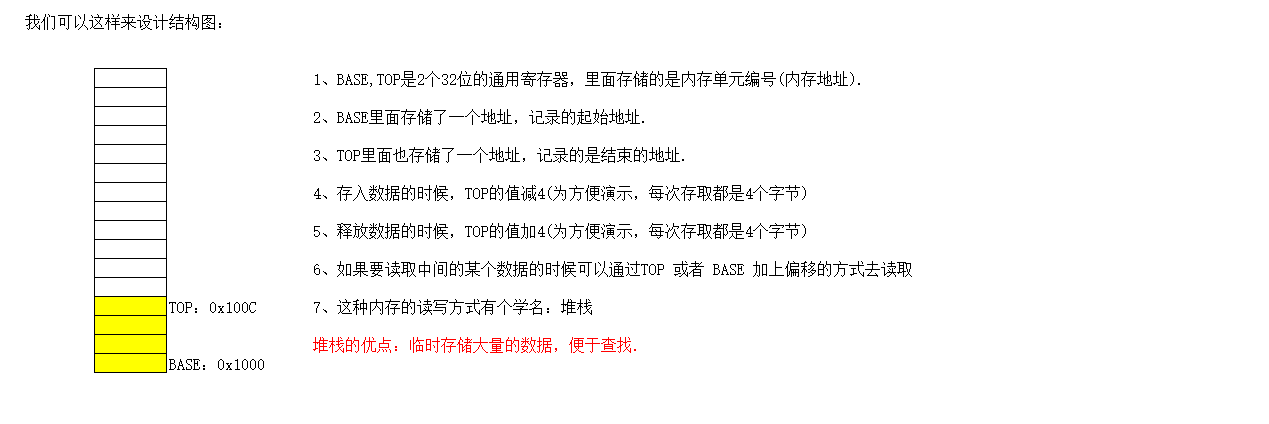 我们可以这样来设计结构图：
1、BASE,TOP是2个32位的通用寄存器，里面存储的是内存单元编号(内存地址).
2、BASE里面存储了一个地址，记录的起始地址.
3、TOP里面也存储了一个地址，记录的是结束的地址.
4、存入数据的时候，TOP的值减4(为方便演示，每次存取都是4个字节)
5、释放数据的时候，TOP的值加4(为方便演示，每次存取都是4个字节)
6、如果要读取中间的某个数据的时候可以通过TOP 或者 BASE 加上偏移的方式去读取
TOP：0x100C
7、这种内存的读写方式有个学名：堆栈
堆栈的优点：临时存储大量的数据，便于查找.
BASE：0x1000